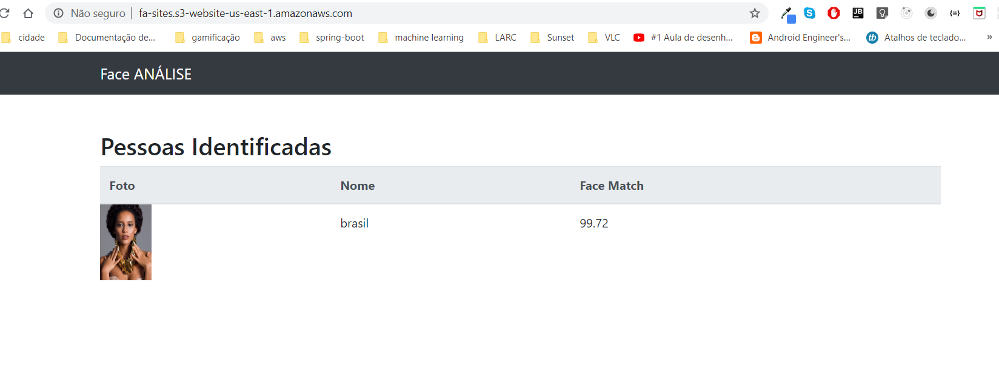 Não seguro | fa-sites.s3-website-us-east-1.amazonaws.com
cidade Documentação de... gamificação aws spring-boot machine learning LARC Sunset VLC #1 Aula de desenh... Android Engineer's... Atalhos de teclado... »
Face ANÁLISE
Pessoas Identificadas
Foto Nome Face Match
brasil 99.72